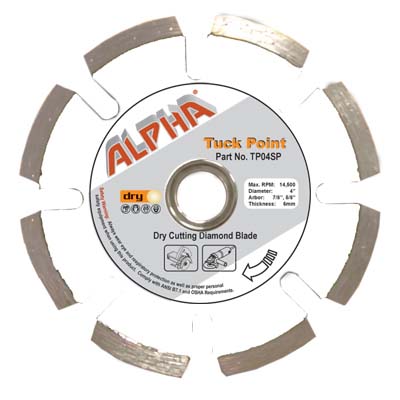 ALPHA
Tuck Point
Part No. TP04SP
Max. RPM: 14,500
Diameter: 4"
Arbor: 7/8", 5/8"
Thickness: 6mm
dry
Dry Cutting Diamond Blade
Safety Warning: Always wear eye and respiratory protection as well as proper personal
safety equipment when using this product. Comply with ANSI B7.1 and OSHA Requirements.